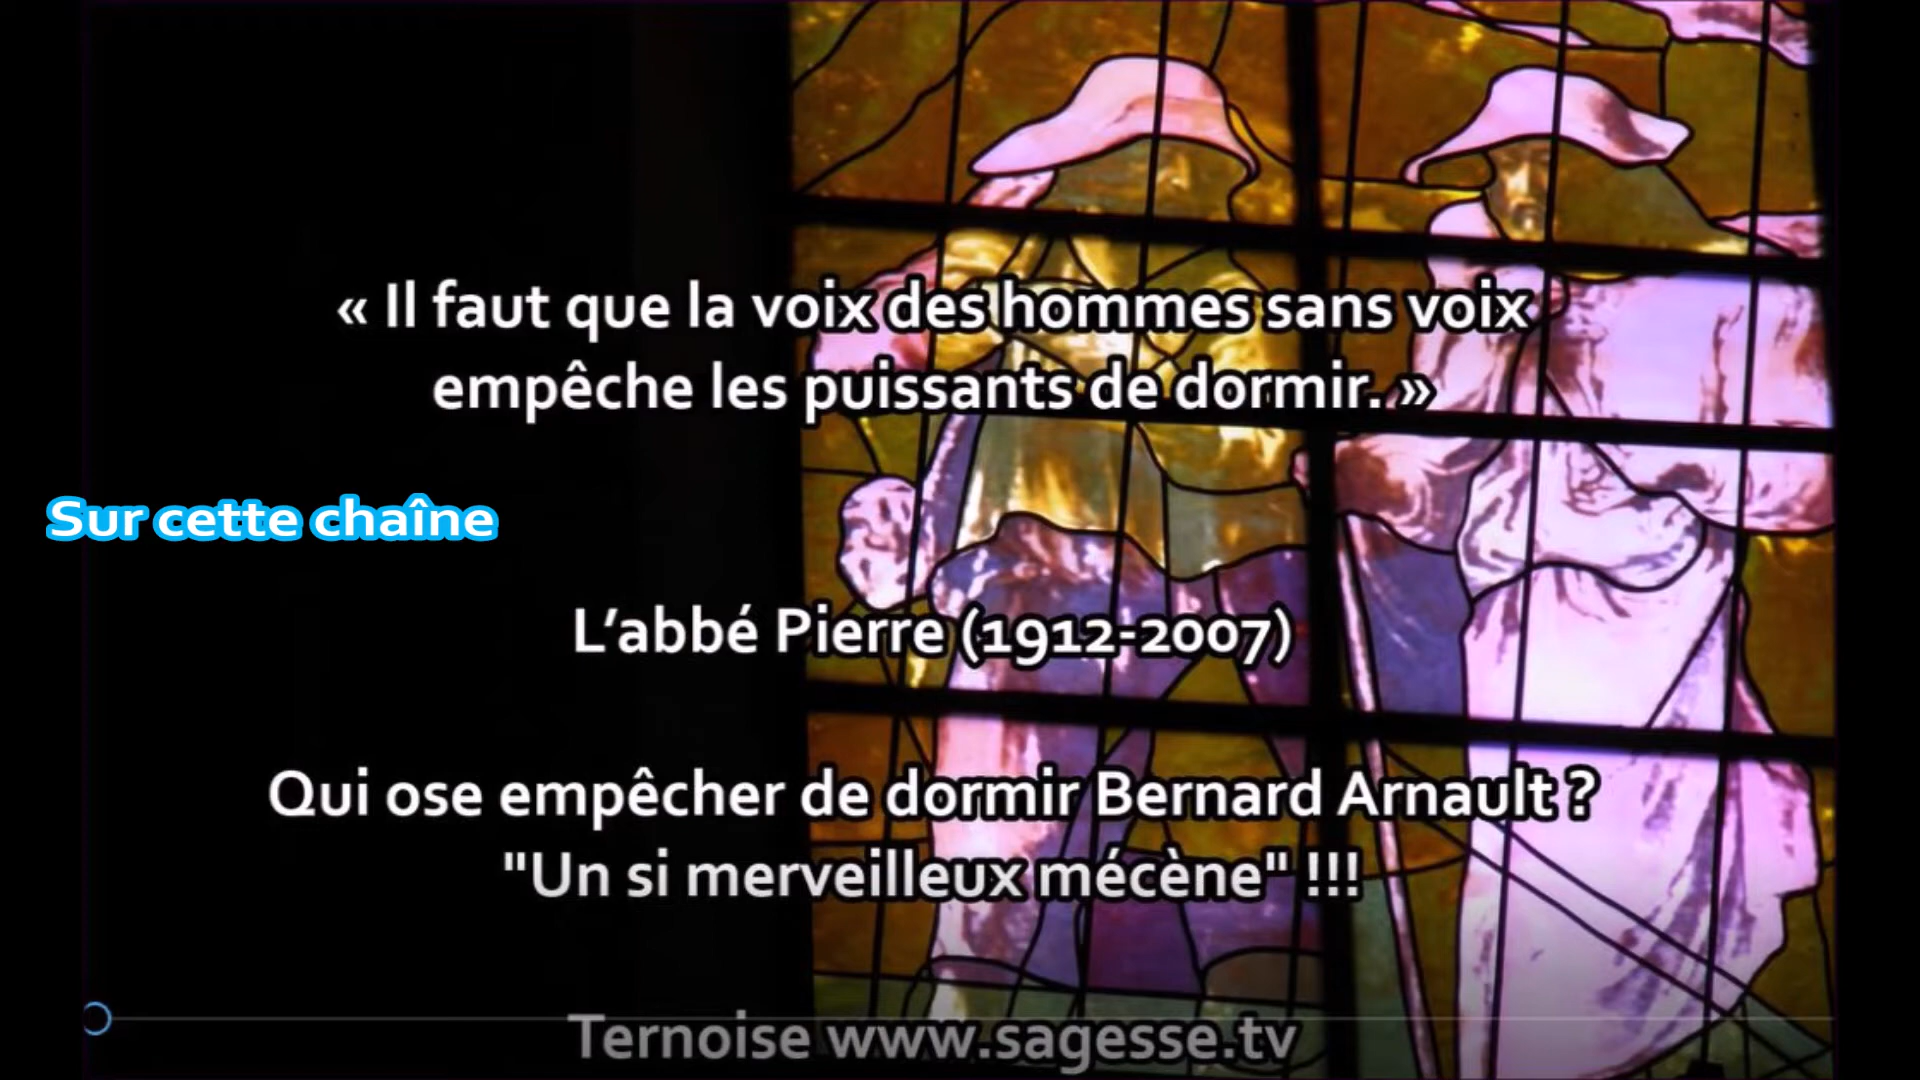 « Il faut que la voix des hommes sans voix
empêche les puissants de dormir. »
Sur cette chaîne
L’abbé Pierre (1912-2007)
Qui ose empêcher de dormir Bernard Arnault ?
"Un si merveilleux mécène" !!!
Ternoise www.sagesse.tv